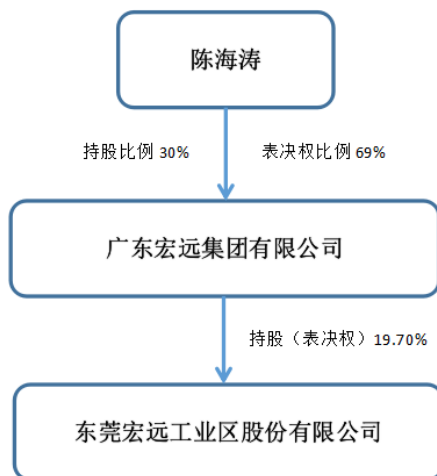 陈海涛
持股比例 30% 表决权比例 69%
广东宏远集团有限公司
持股（表决权）19.70%
东莞宏远工业区股份有限公司